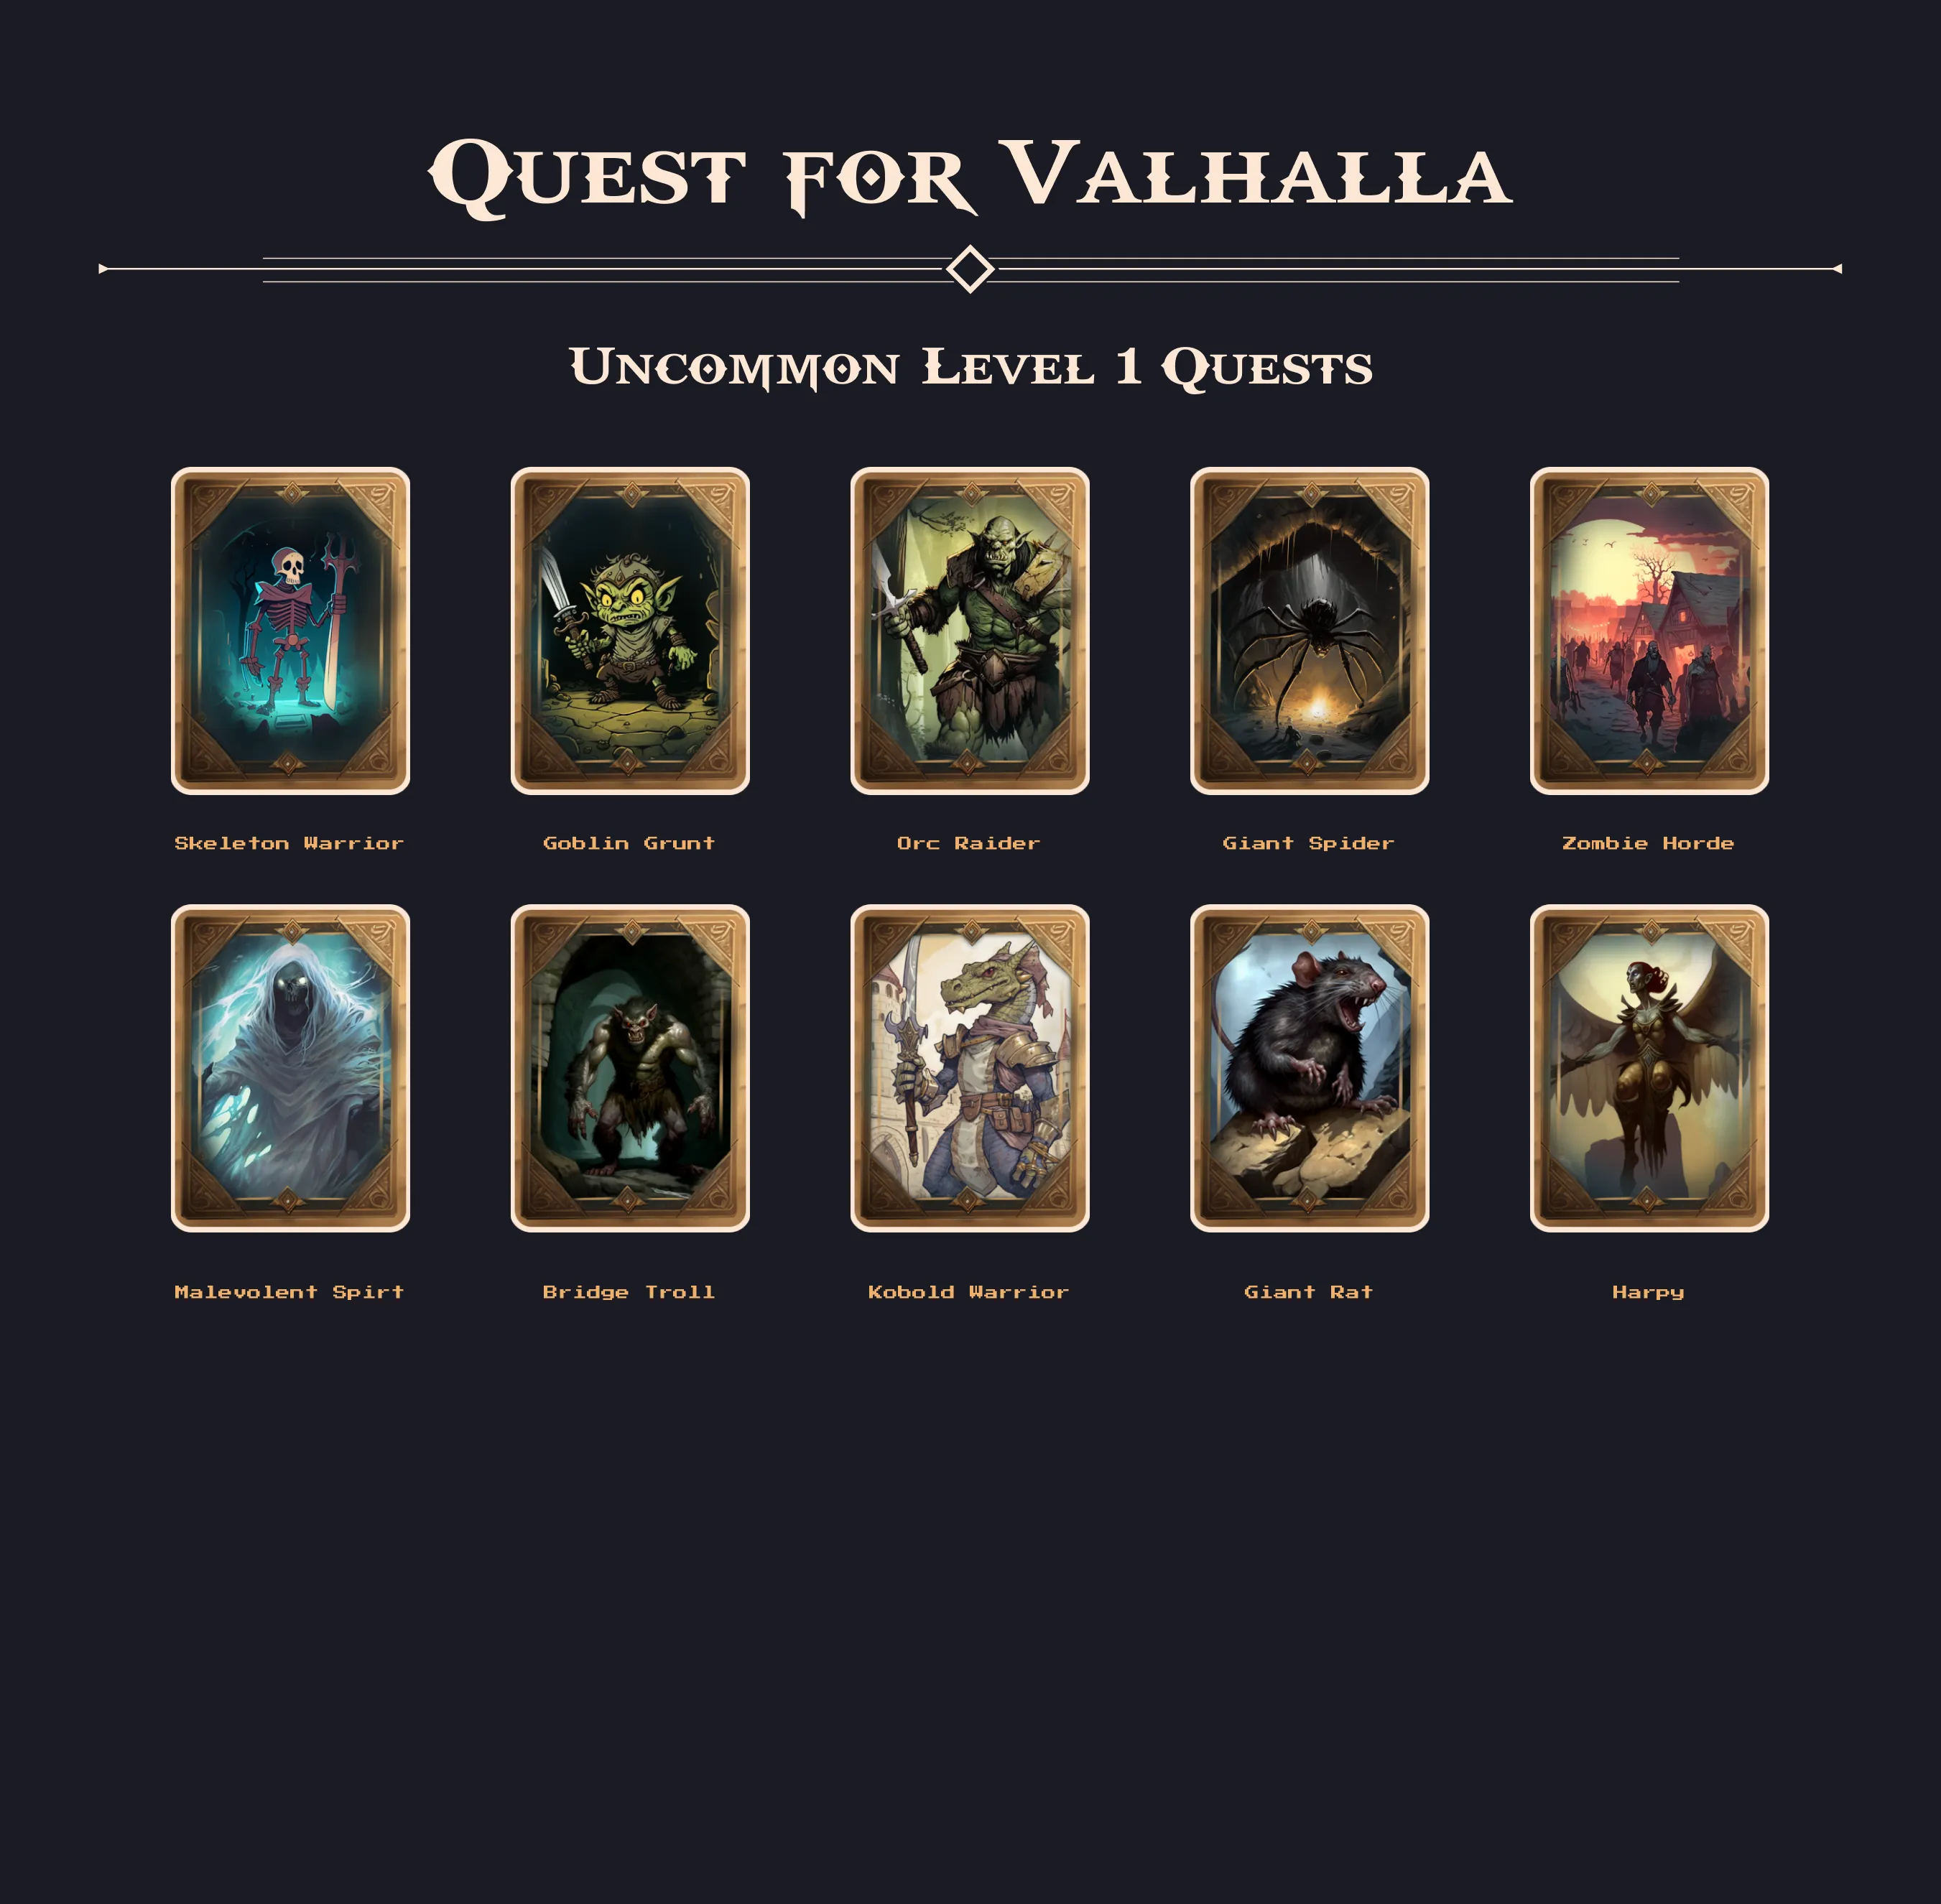 Quest for Valhalla
Uncommon Level 1 Quests
Skeleton Warrior
Goblin Grunt
Orc Raider
Giant Spider
Zombie Horde
Malevolent Spirt
Bridge Troll
Kobold Warrior
Giant Rat
Harpy